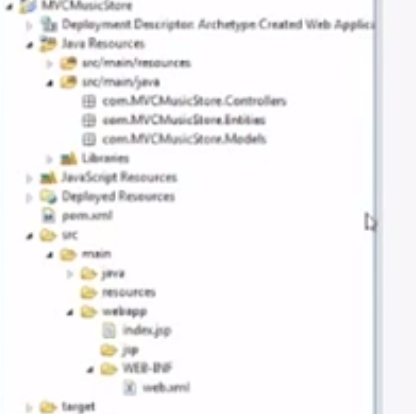 MVCMusicStore
Deployment Descriptor: Archetype Created Web Applica
Java Resources
src/main/resources
src/main/java
com.MVCMusicStore.Controllers
com.MVCMusicStore.Entities
com.MVCMusicStore.Models
Libraries
JavaScript Resources
Deployed Resources
pom.xml
src
main
java
resources
webapp
index.jsp
jsp
WEB-INF
web.xml
target